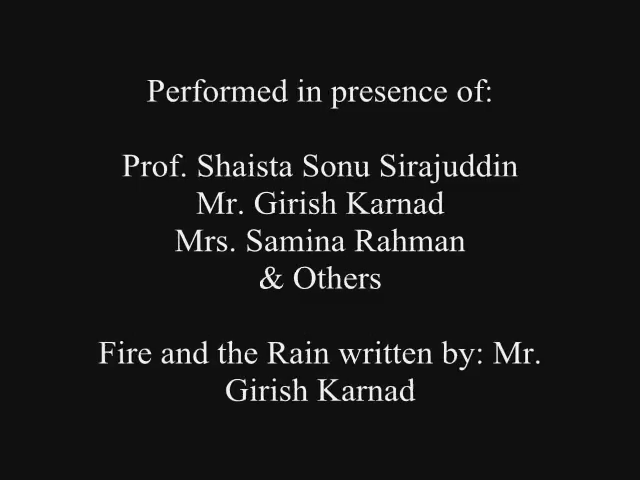 Performed in presence of:
Prof. Shaista Sonu Sirajuddin
Mr. Girish Karnad
Mrs. Samina Rahman
& Others
Fire and the Rain written by: Mr.
Girish Karnad